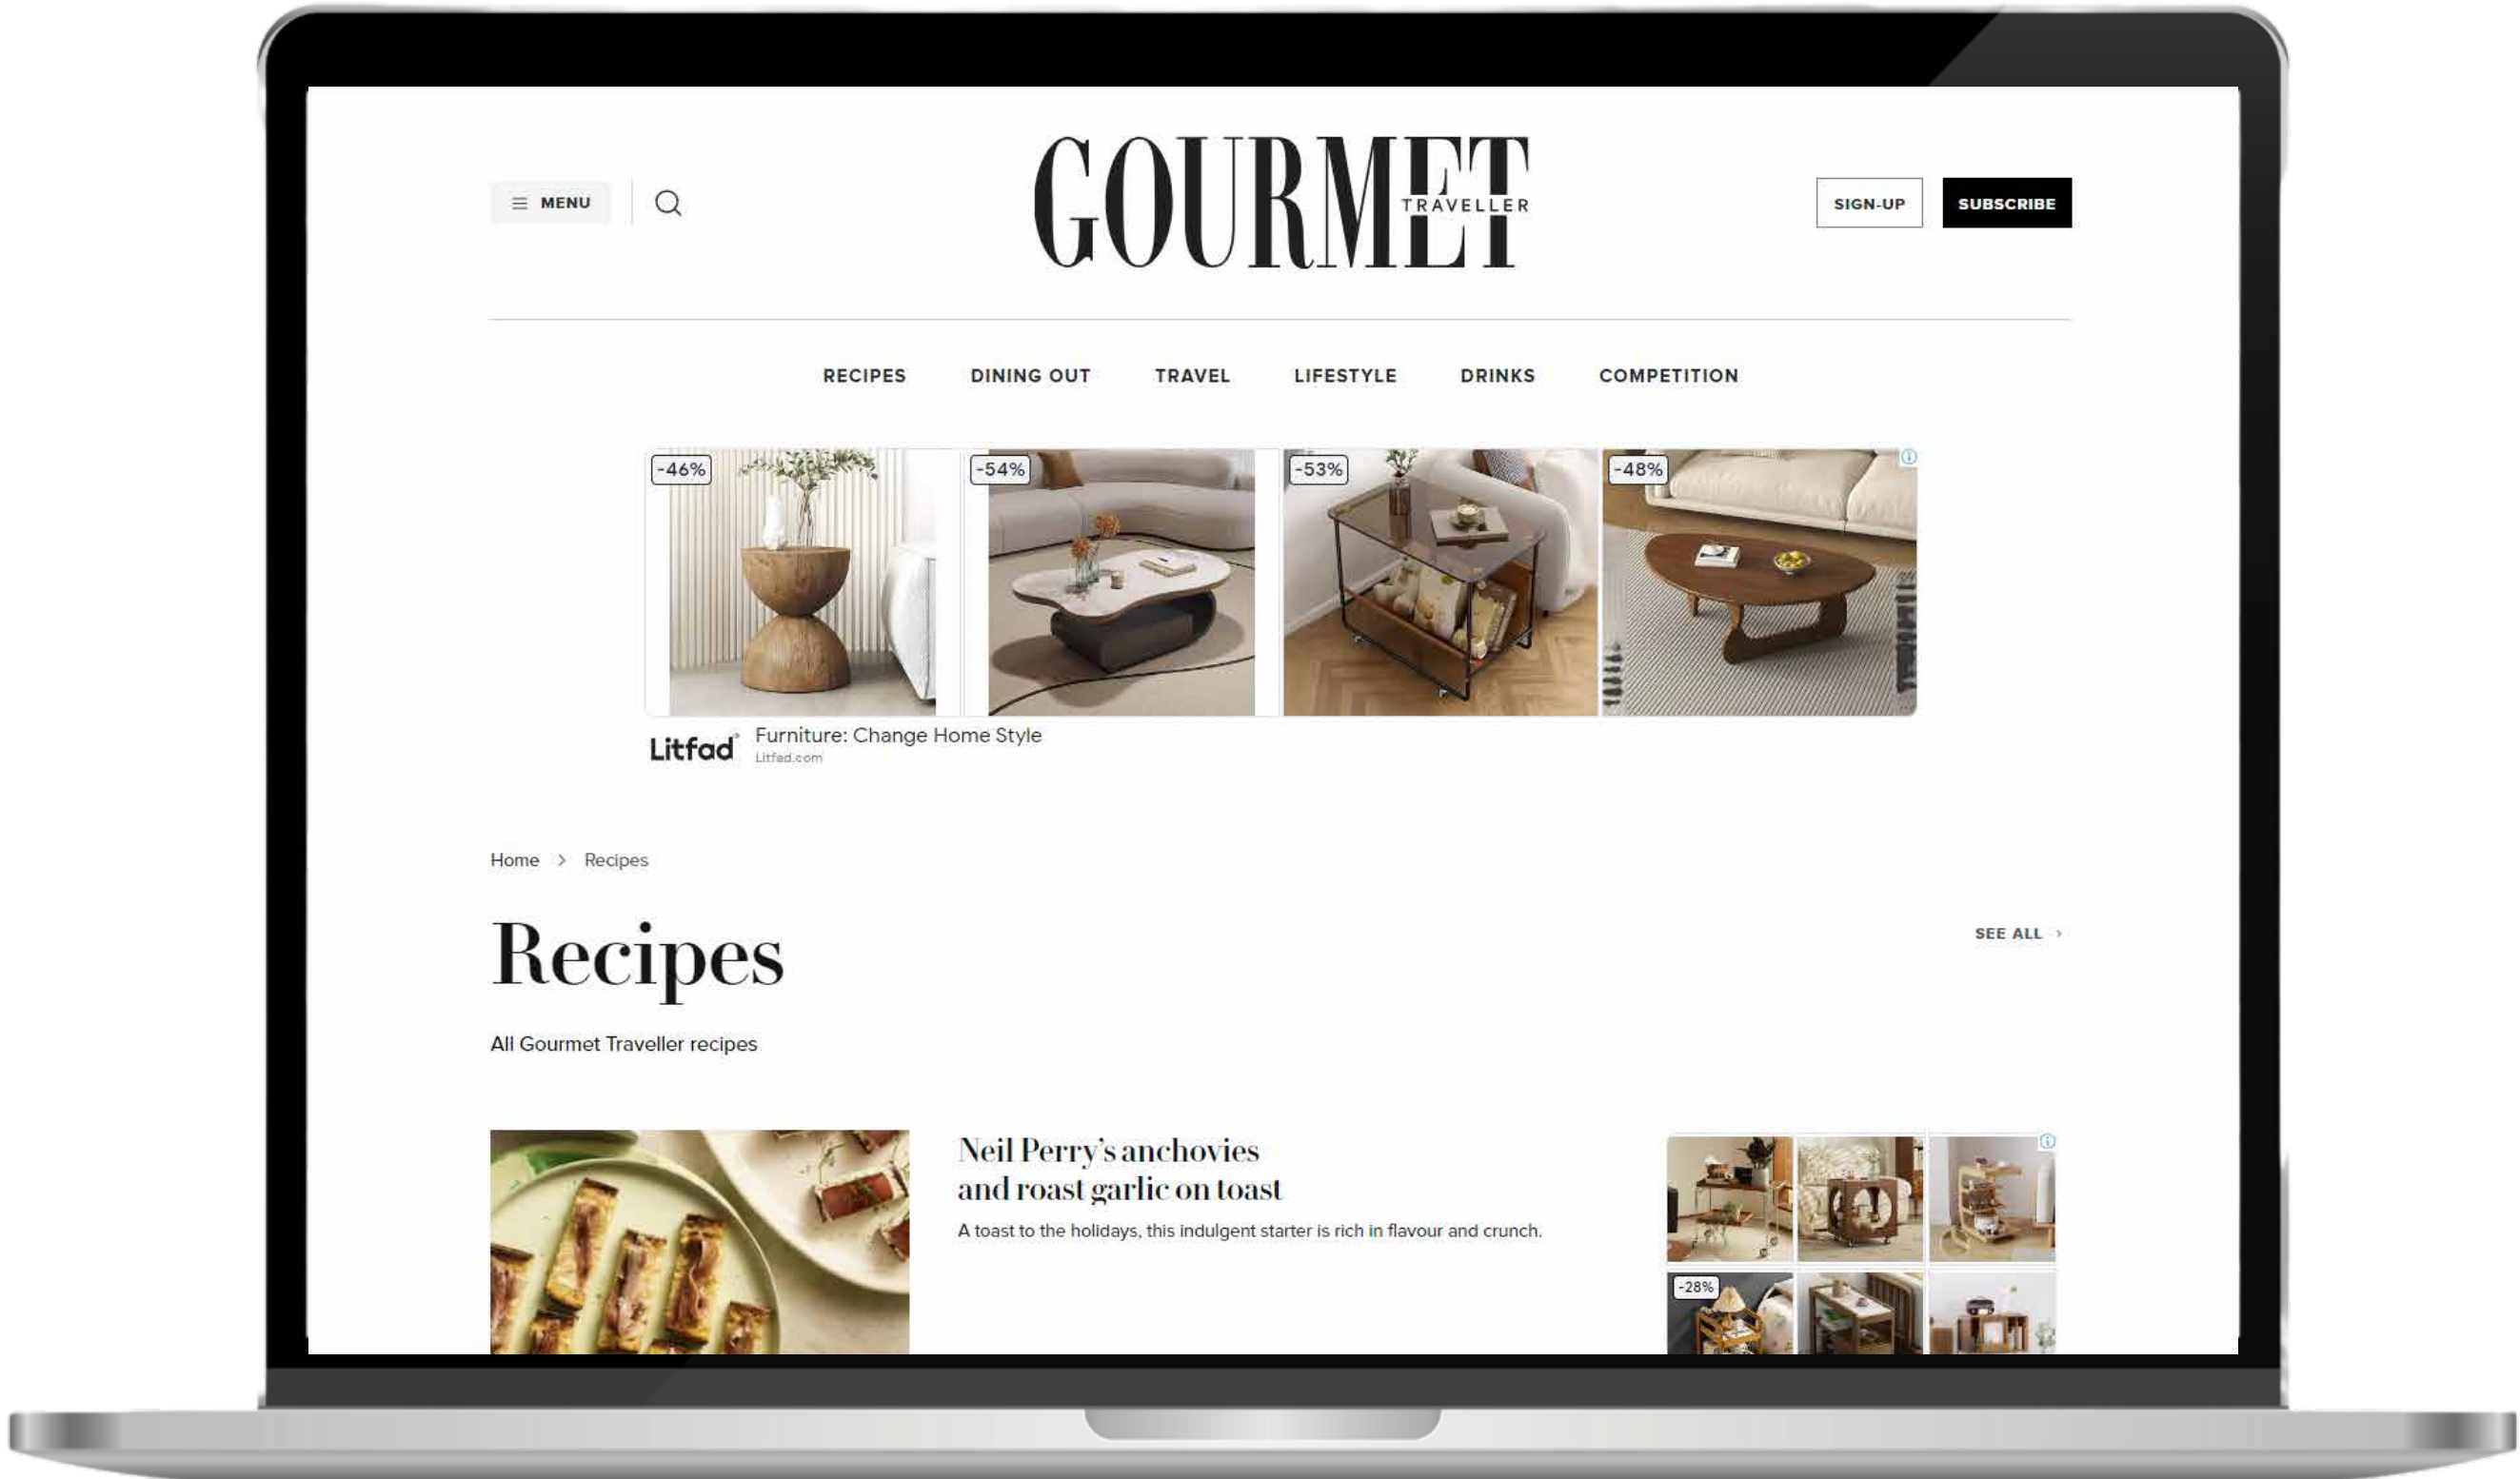 MENU
GOURMET
TRAVELLER
SIGN-UP
SUBSCRIBE
RECIPES
DINING OUT
TRAVEL
LIFESTYLE
DRINKS
COMPETITION
-46%
-54%
-53%
-48%
Litfad
Furniture: Change Home Style
Litfad.com
Home > Recipes
Recipes
SEE ALL >
All Gourmet Traveller recipes
Neil Perry's anchovies
and roast garlic on toast
A toast to the holidays, this indulgent starter is rich in flavour and crunch.
-28%